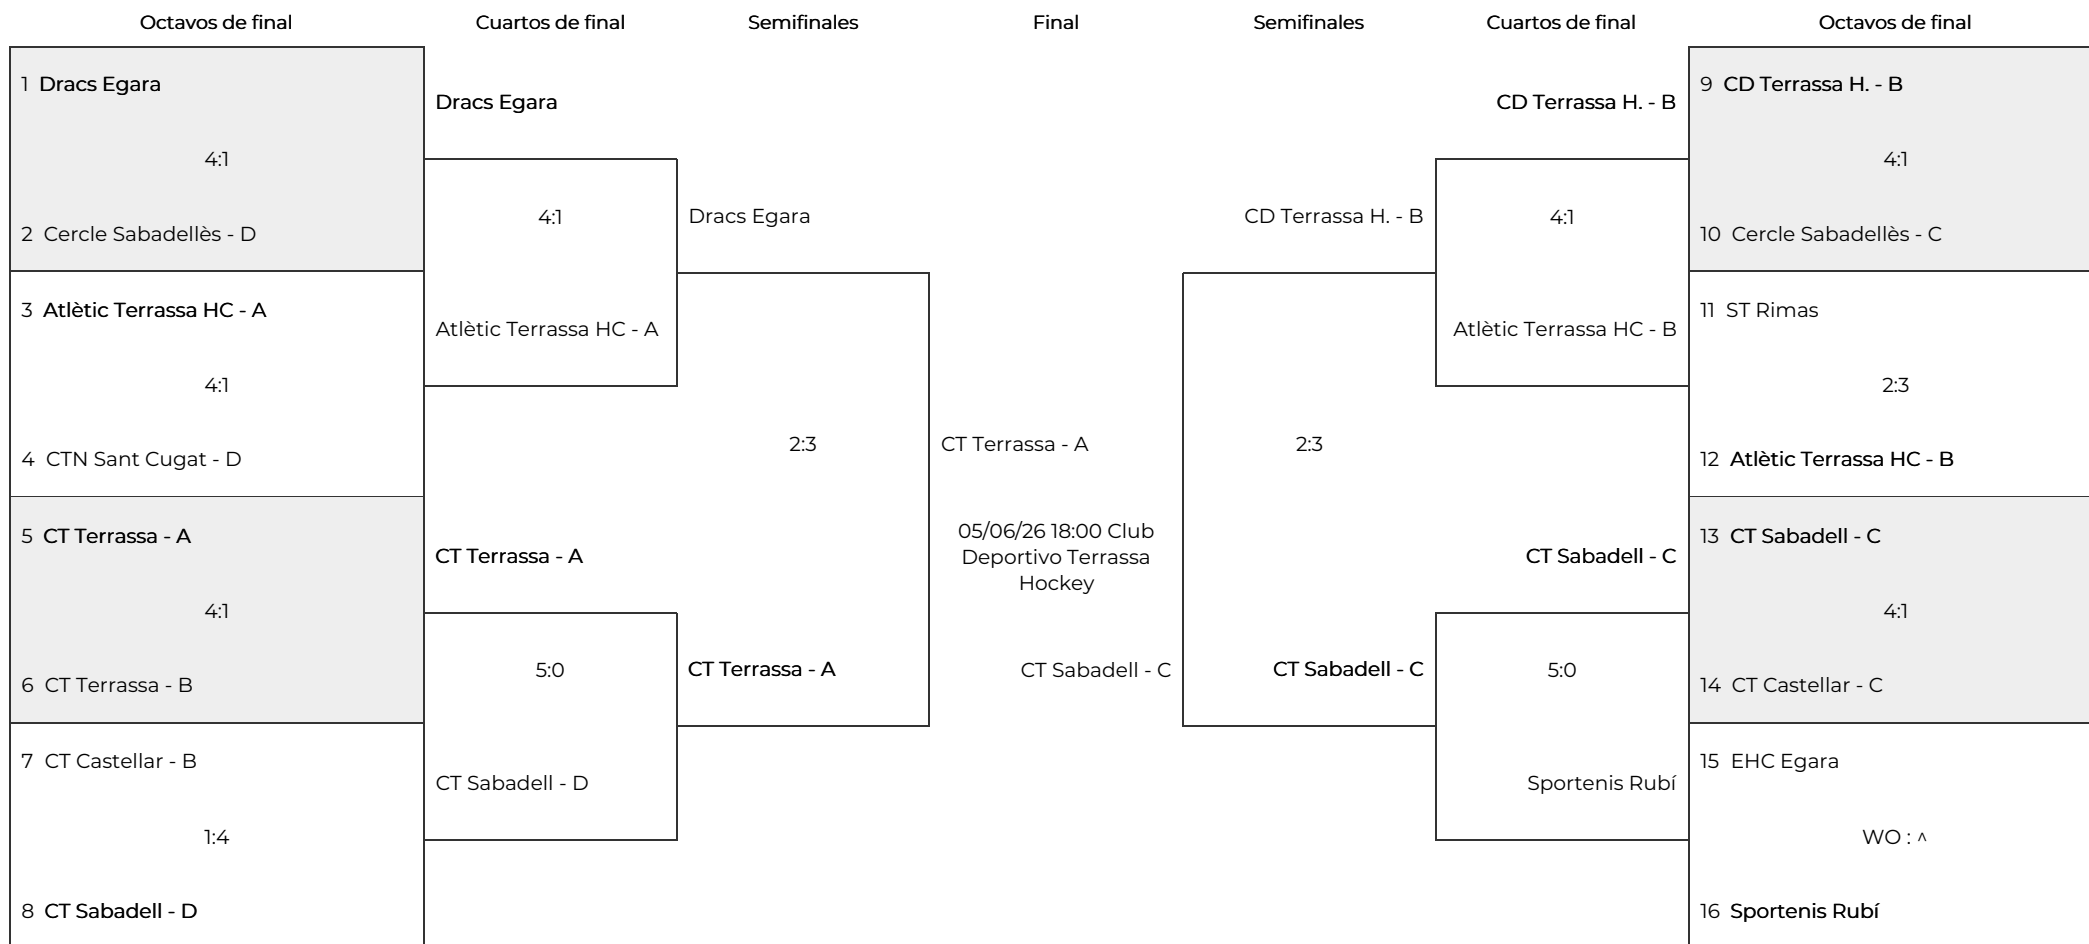 Octavos de final
Cuartos de final
Semifinales
Final
Semifinales
Cuartos de final
Octavos de final
1 Dracs Egara
4:1
2 Cercle Sabadellès - D
3 Atlètic Terrassa HC - A
4:1
4 CTN Sant Cugat - D
5 CT Terrassa - A
4:1
6 CT Terrassa - B
7 CT Castellar - B
1:4
8 CT Sabadell - D
Dracs Egara
4:1
Atlètic Terrassa HC - A
CT Terrassa - A
5:0
CT Sabadell - D
Dracs Egara
2:3
CT Terrassa - A
CT Terrassa - A
05/06/26 18:00 Club
Deportivo Terrassa
Hockey
CT Sabadell - C
CD Terrassa H. - B
2:3
CT Sabadell - C
CD Terrassa H. - B
4:1
Atlètic Terrassa HC - B
CT Sabadell - C
5:0
Sportenis Rubí
9 CD Terrassa H. - B
4:1
10 Cercle Sabadellès - C
11 ST Rimas
2:3
12 Atlètic Terrassa HC - B
13 CT Sabadell - C
4:1
14 CT Castellar - C
15 EHC Egara
WO : ^
16 Sportenis Rubí